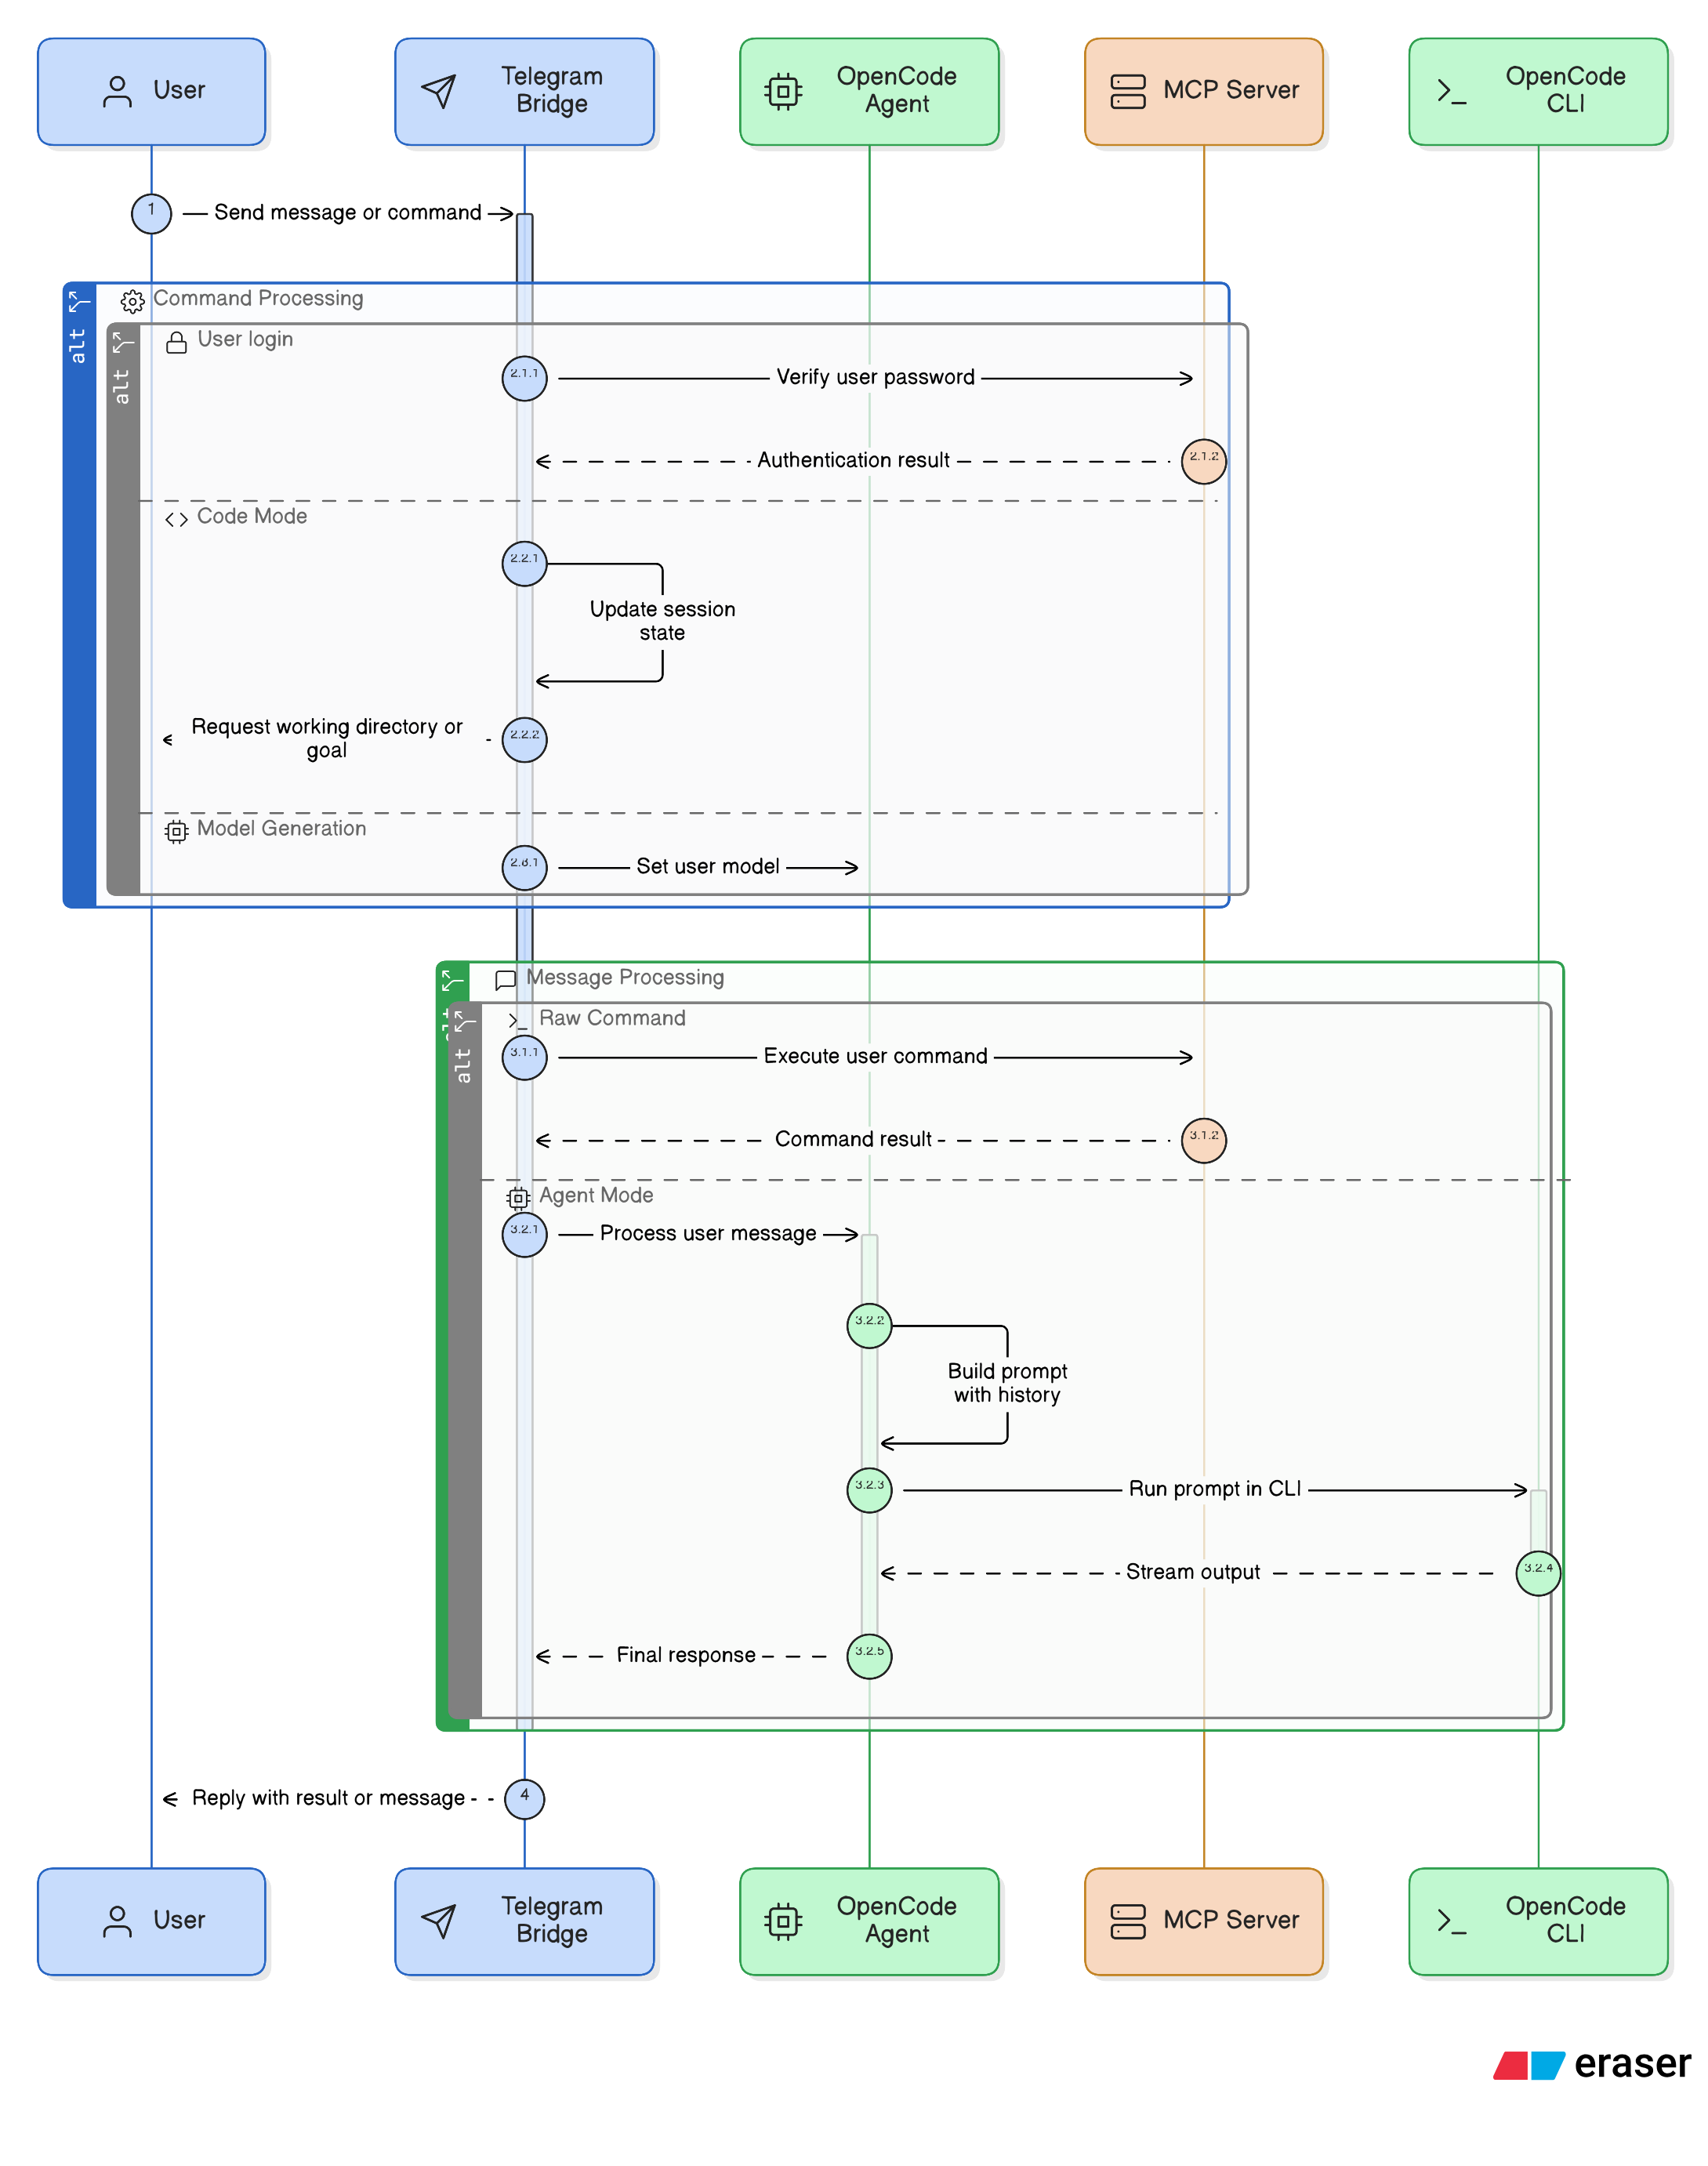 User
Telegram
Bridge
OpenCode
Agent
MCP Server
OpenCode
CLI
1
Send message or command
alt
Command Processing
alt
User login
2.1.1
Verify user password
Authentication result
2.1.2
Code Mode
2.2.1
Update session
state
Request working directory or
goal
2.2.2
Model Generation
2.3.1
Set user model
alt
Message Processing
alt
Raw Command
3.1.1
Execute user command
Command result
3.1.2
Agent Mode
3.2.1
Process user message
3.2.2
Build prompt
with history
3.2.3
Run prompt in CLI
Stream output
3.2.4
Final response
3.2.5
Reply with result or message
4
User
Telegram
Bridge
OpenCode
Agent
MCP Server
OpenCode
CLI
eraser